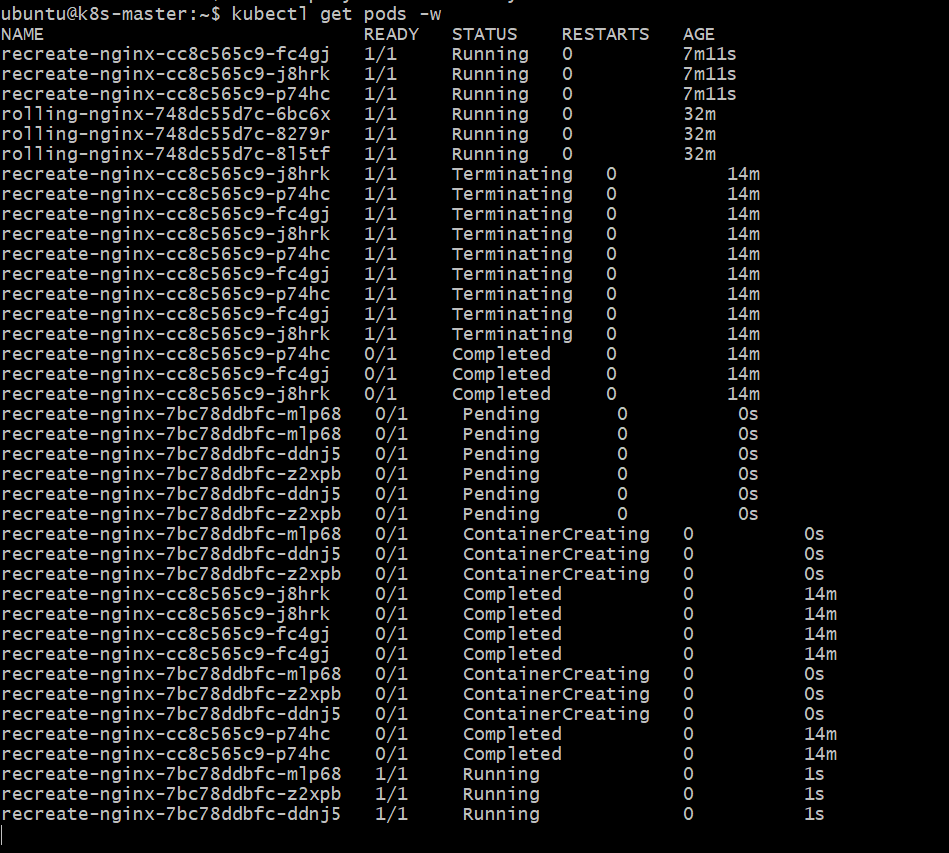 ubuntu@k8s-master:~$ kubectl get pods -w
NAME                             READY   STATUS    RESTARTS   AGE
recreate-nginx-cc8c565c9-fc4gj   1/1     Running   0          7m11s
recreate-nginx-cc8c565c9-j8hrk   1/1     Running   0          7m11s
recreate-nginx-cc8c565c9-p74hc   1/1     Running   0          7m11s
rolling-nginx-748dc55d7c-6bc6x   1/1     Running   0          32m
rolling-nginx-748dc55d7c-8279r   1/1     Running   0          32m
rolling-nginx-748dc55d7c-8l5tf   1/1     Running   0          32m
recreate-nginx-cc8c565c9-j8hrk   1/1     Terminating   0          14m
recreate-nginx-cc8c565c9-p74hc   1/1     Terminating   0          14m
recreate-nginx-cc8c565c9-fc4gj   1/1     Terminating   0          14m
recreate-nginx-cc8c565c9-j8hrk   1/1     Terminating   0          14m
recreate-nginx-cc8c565c9-p74hc   1/1     Terminating   0          14m
recreate-nginx-cc8c565c9-fc4gj   1/1     Terminating   0          14m
recreate-nginx-cc8c565c9-p74hc   1/1     Terminating   0          14m
recreate-nginx-cc8c565c9-fc4gj   1/1     Terminating   0          14m
recreate-nginx-cc8c565c9-j8hrk   1/1     Terminating   0          14m
recreate-nginx-cc8c565c9-p74hc   0/1     Completed     0          14m
recreate-nginx-cc8c565c9-fc4gj   0/1     Completed     0          14m
recreate-nginx-cc8c565c9-j8hrk   0/1     Completed     0          14m
recreate-nginx-7bc78ddbfc-mlp68   0/1     Pending       0          0s
recreate-nginx-7bc78ddbfc-mlp68   0/1     Pending       0          0s
recreate-nginx-7bc78ddbfc-ddnj5   0/1     Pending       0          0s
recreate-nginx-7bc78ddbfc-z2xpb   0/1     Pending       0          0s
recreate-nginx-7bc78ddbfc-ddnj5   0/1     Pending       0          0s
recreate-nginx-7bc78ddbfc-z2xpb   0/1     Pending       0          0s
recreate-nginx-7bc78ddbfc-mlp68   0/1     ContainerCreating   0          0s
recreate-nginx-7bc78ddbfc-ddnj5   0/1     ContainerCreating   0          0s
recreate-nginx-7bc78ddbfc-z2xpb   0/1     ContainerCreating   0          0s
recreate-nginx-cc8c565c9-j8hrk    0/1     Completed           0          14m
recreate-nginx-cc8c565c9-j8hrk    0/1     Completed           0          14m
recreate-nginx-cc8c565c9-fc4gj    0/1     Completed           0          14m
recreate-nginx-cc8c565c9-fc4gj    0/1     Completed           0          14m
recreate-nginx-7bc78ddbfc-mlp68   0/1     ContainerCreating   0          0s
recreate-nginx-7bc78ddbfc-z2xpb   0/1     ContainerCreating   0          0s
recreate-nginx-7bc78ddbfc-ddnj5   0/1     ContainerCreating   0          0s
recreate-nginx-cc8c565c9-p74hc    0/1     Completed           0          14m
recreate-nginx-cc8c565c9-p74hc    0/1     Completed           0          14m
recreate-nginx-7bc78ddbfc-mlp68   1/1     Running             0          1s
recreate-nginx-7bc78ddbfc-z2xpb   1/1     Running             0          1s
recreate-nginx-7bc78ddbfc-ddnj5   1/1     Running             0          1s